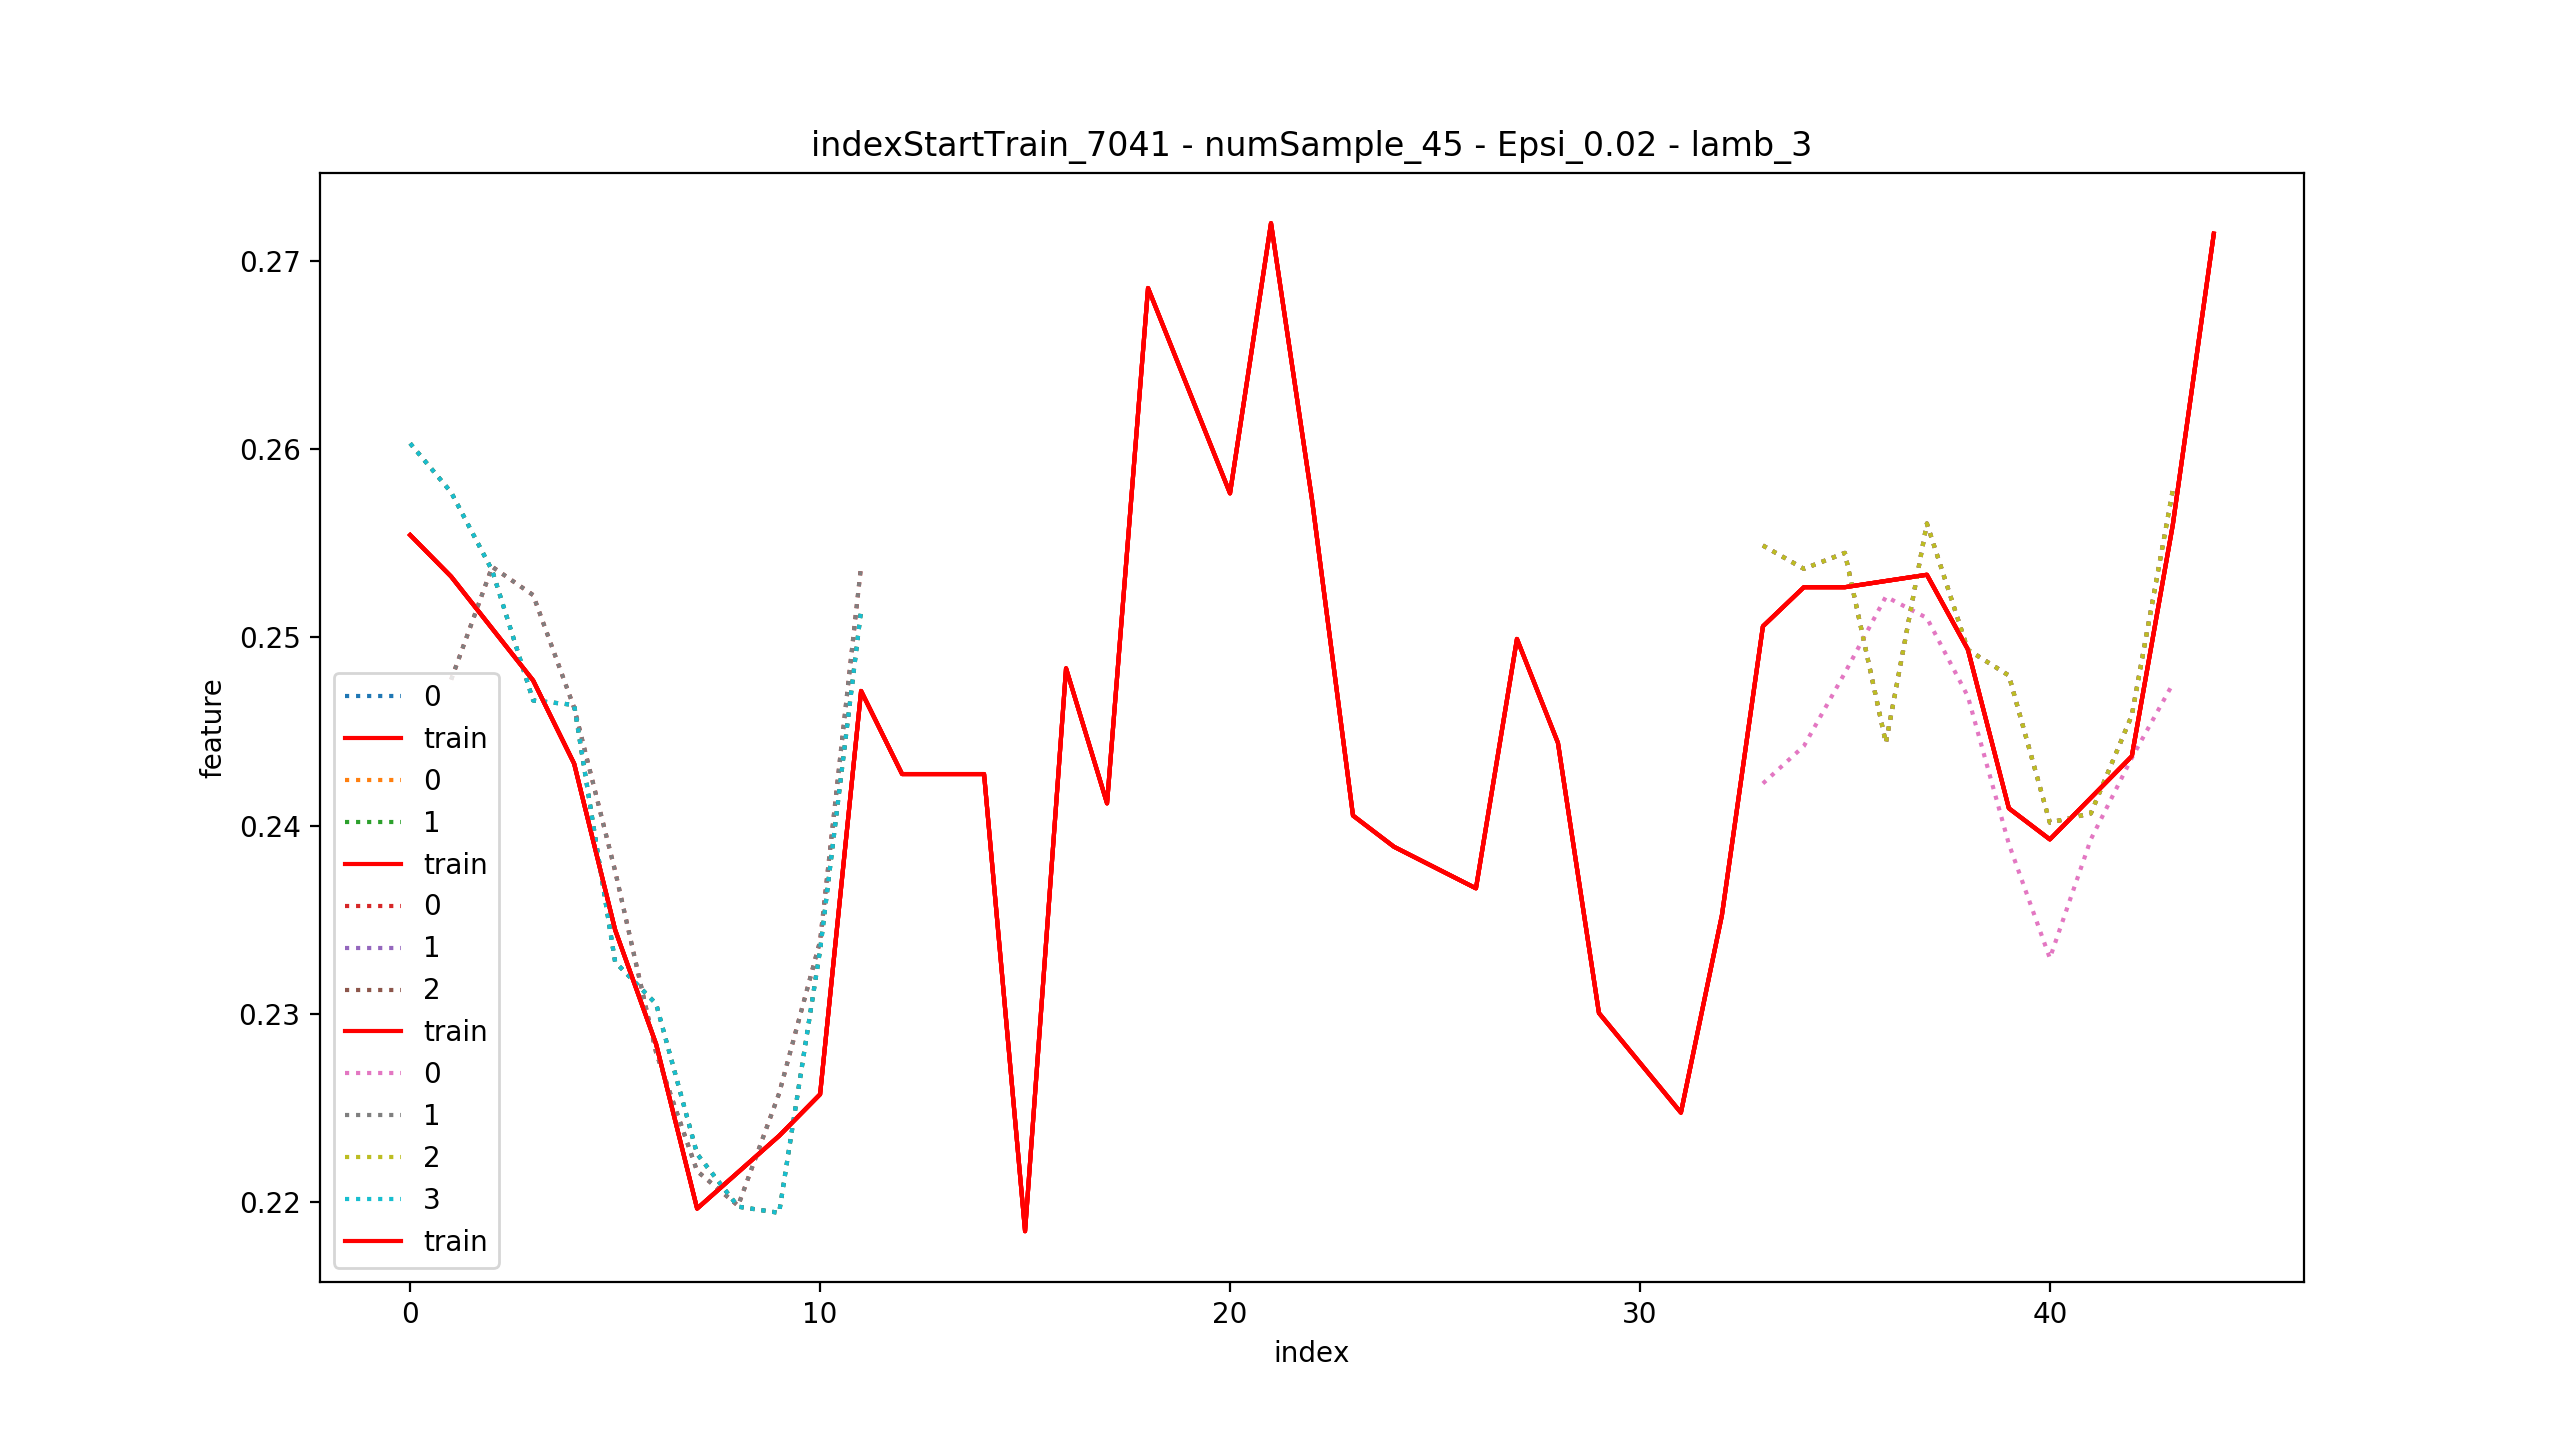 indexStartTrain_7041 - numSample_45 - Epsi_0.02 - lamb_3
0.27
0.26
0.25
0.24
0.23
0.22
feature
0
train
0
1
train
0
1
2
train
0
1
2
3
train
0 10 20 30 40
index